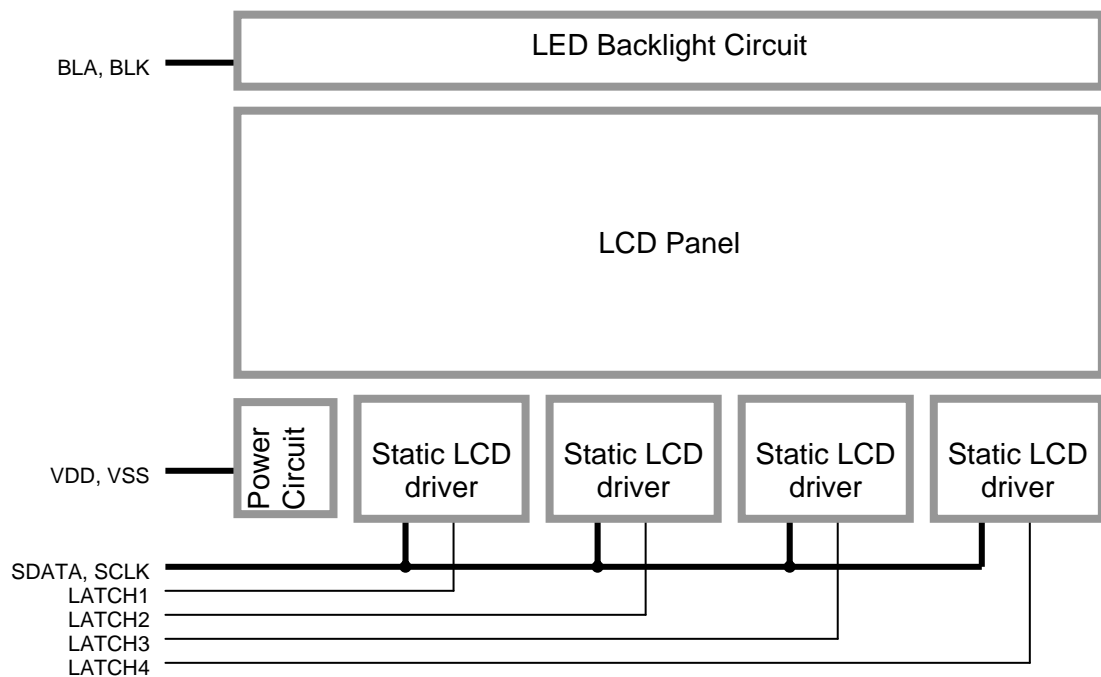 LED Backlight Circuit
BLA, BLK
LCD Panel
Power
Circuit
Static LCD
driver
Static LCD
driver
Static LCD
driver
Static LCD
driver
VDD, VSS
SDATA, SCLK
LATCH1
LATCH2
LATCH3
LATCH4